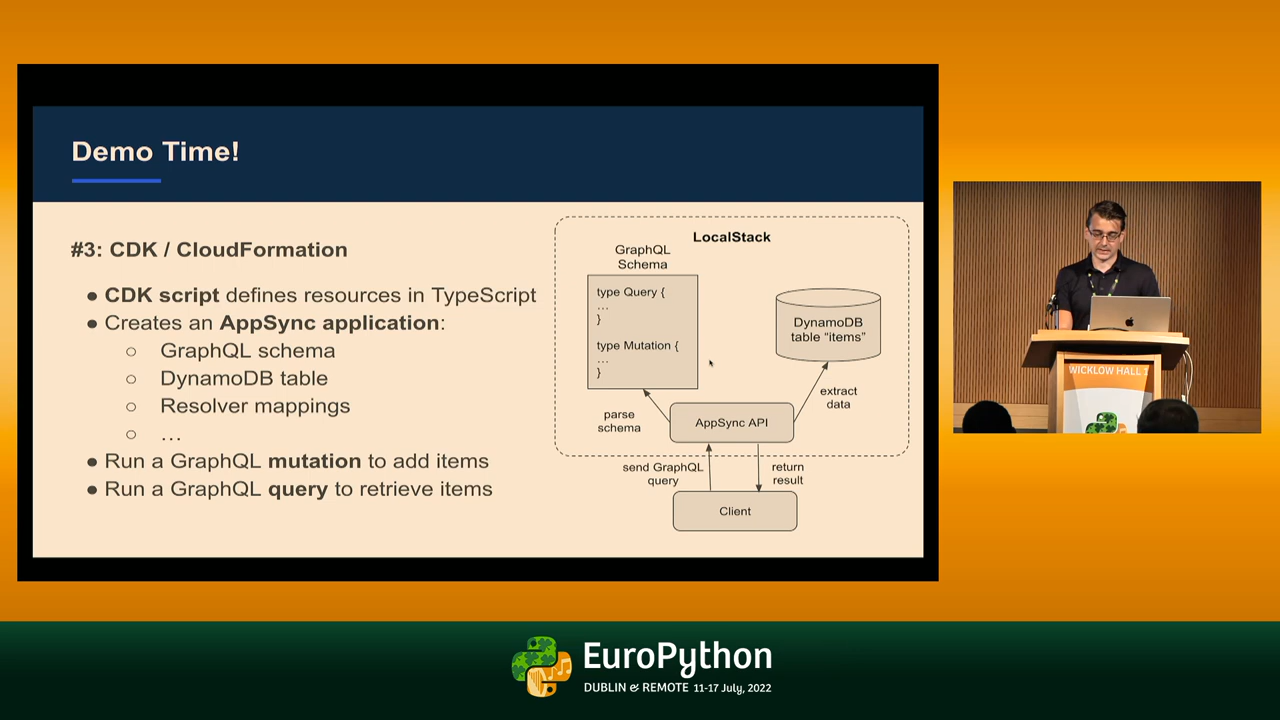 Demo Time!
#3: CDK / CloudFormation
● CDK script defines resources in TypeScript
● Creates an AppSync application:
○ GraphQL schema
○ DynamoDB table
○ Resolver mappings
○ …
● Run a GraphQL mutation to add items
● Run a GraphQL query to retrieve items
LocalStack
GraphQL
Schema
type Query {
...
}
type Mutation {
...
}
DynamoDB
table “items”
parse
schema
AppSync API
extract
data
send GraphQL
query
return
result
Client
WICKLOW HALL 1
EuroPython
DUBLIN & REMOTE 11-17 July, 2022